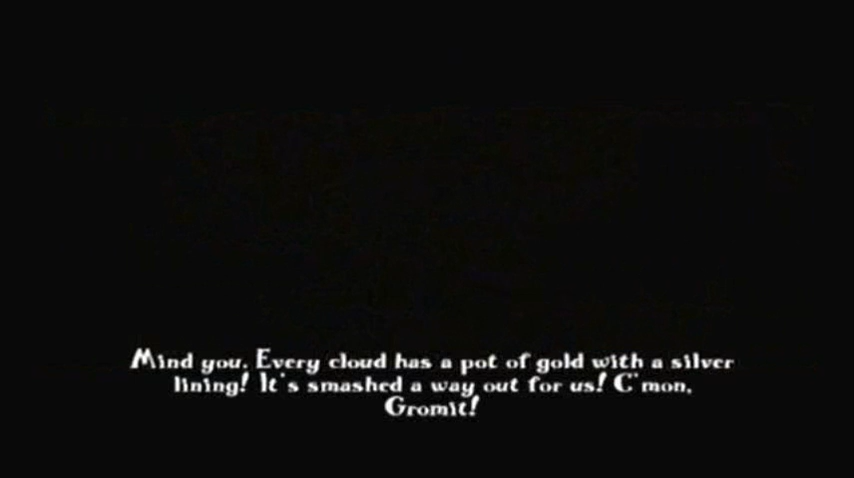 Mind you. Every cloud has a pot of gold with a silver
lining! It's smashed a way out for us! C'mon,
Gromit!